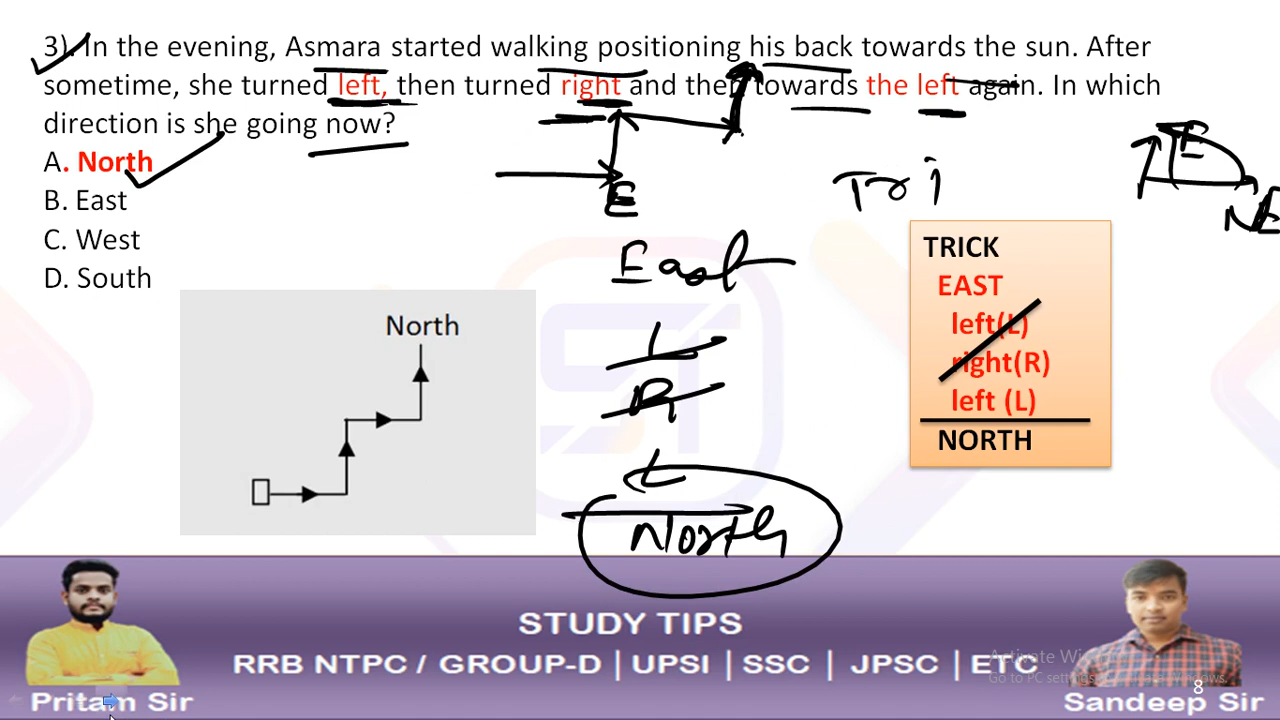 3). In the evening, Asmara started walking positioning his back towards the sun. After
sometime, she turned left, then turned right and then towards the left again. In which
direction is she going now?
A. North
B. East
C. West
D. South
E
Tri
E
NE
East
L
R
L
North
TRICK
EAST
left(L)
right(R)
left (L)
NORTH
North
STUDY TIPS
RRB NTPC / GROUP-D | UPSI | SSC | JPSC | ETC
Pritam Sir
Sandeep Sir
8